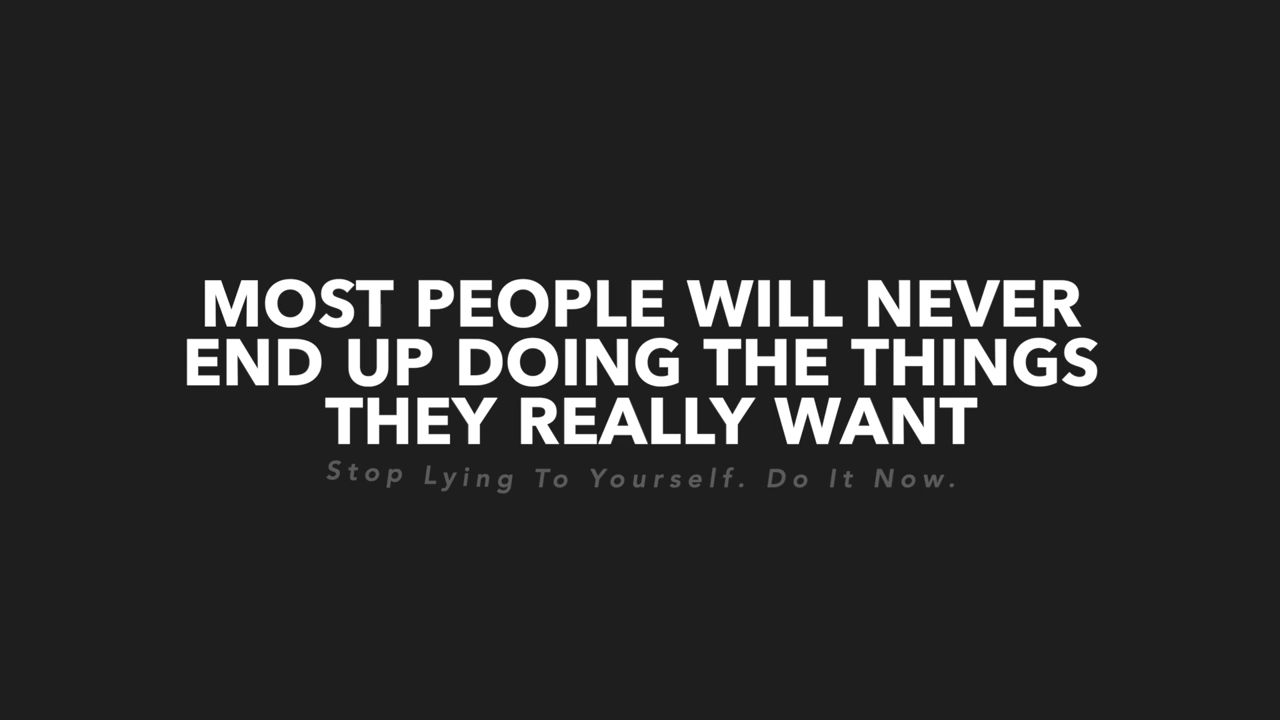 MOST PEOPLE WILL NEVER
END UP DOING THE THINGS
THEY REALLY WANT
Stop Lying To Yourself. Do It Now.